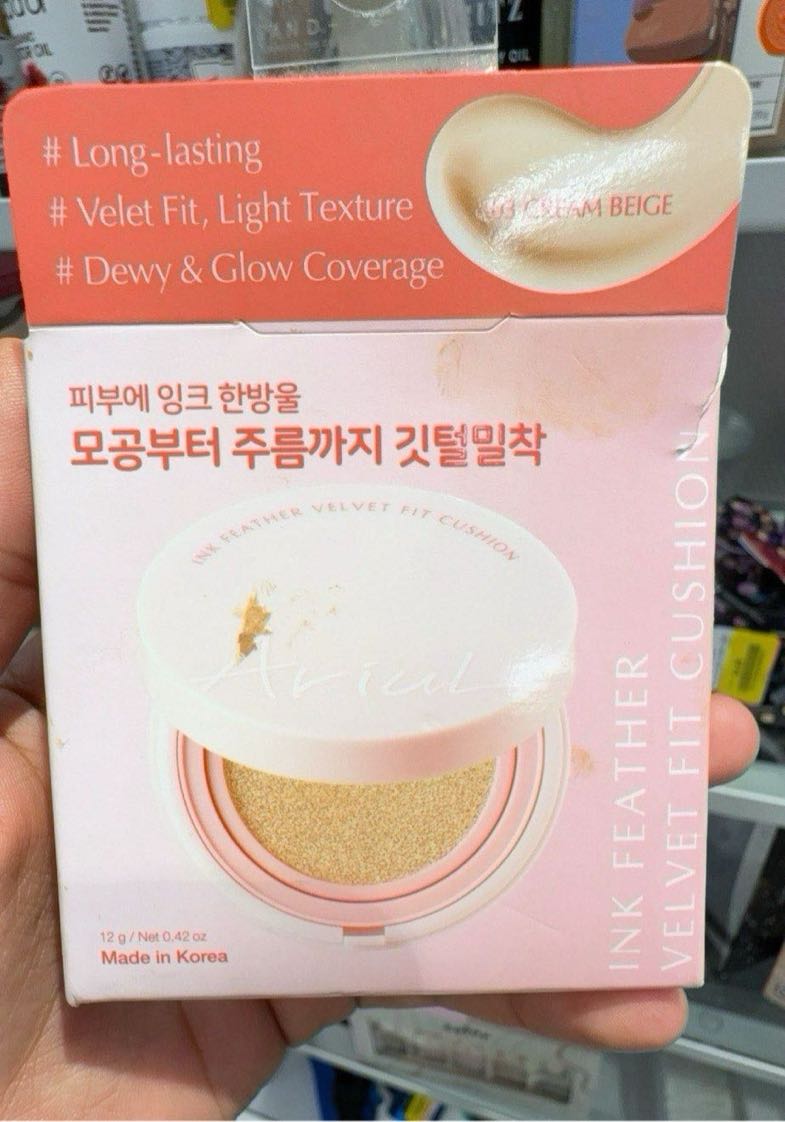 # Long-lasting
# Velet Fit, Light Texture
# Dewy & Glow Coverage
03 CREAM BEIGE
피부에 잉크 한방울
모공부터 주름까지 깃털밀착
INK FEATHER VELVET FIT CUSHION
Ariul
INK FEATHER
VELVET FIT CUSHION
12 g / Net 0.42 oz
Made in Korea